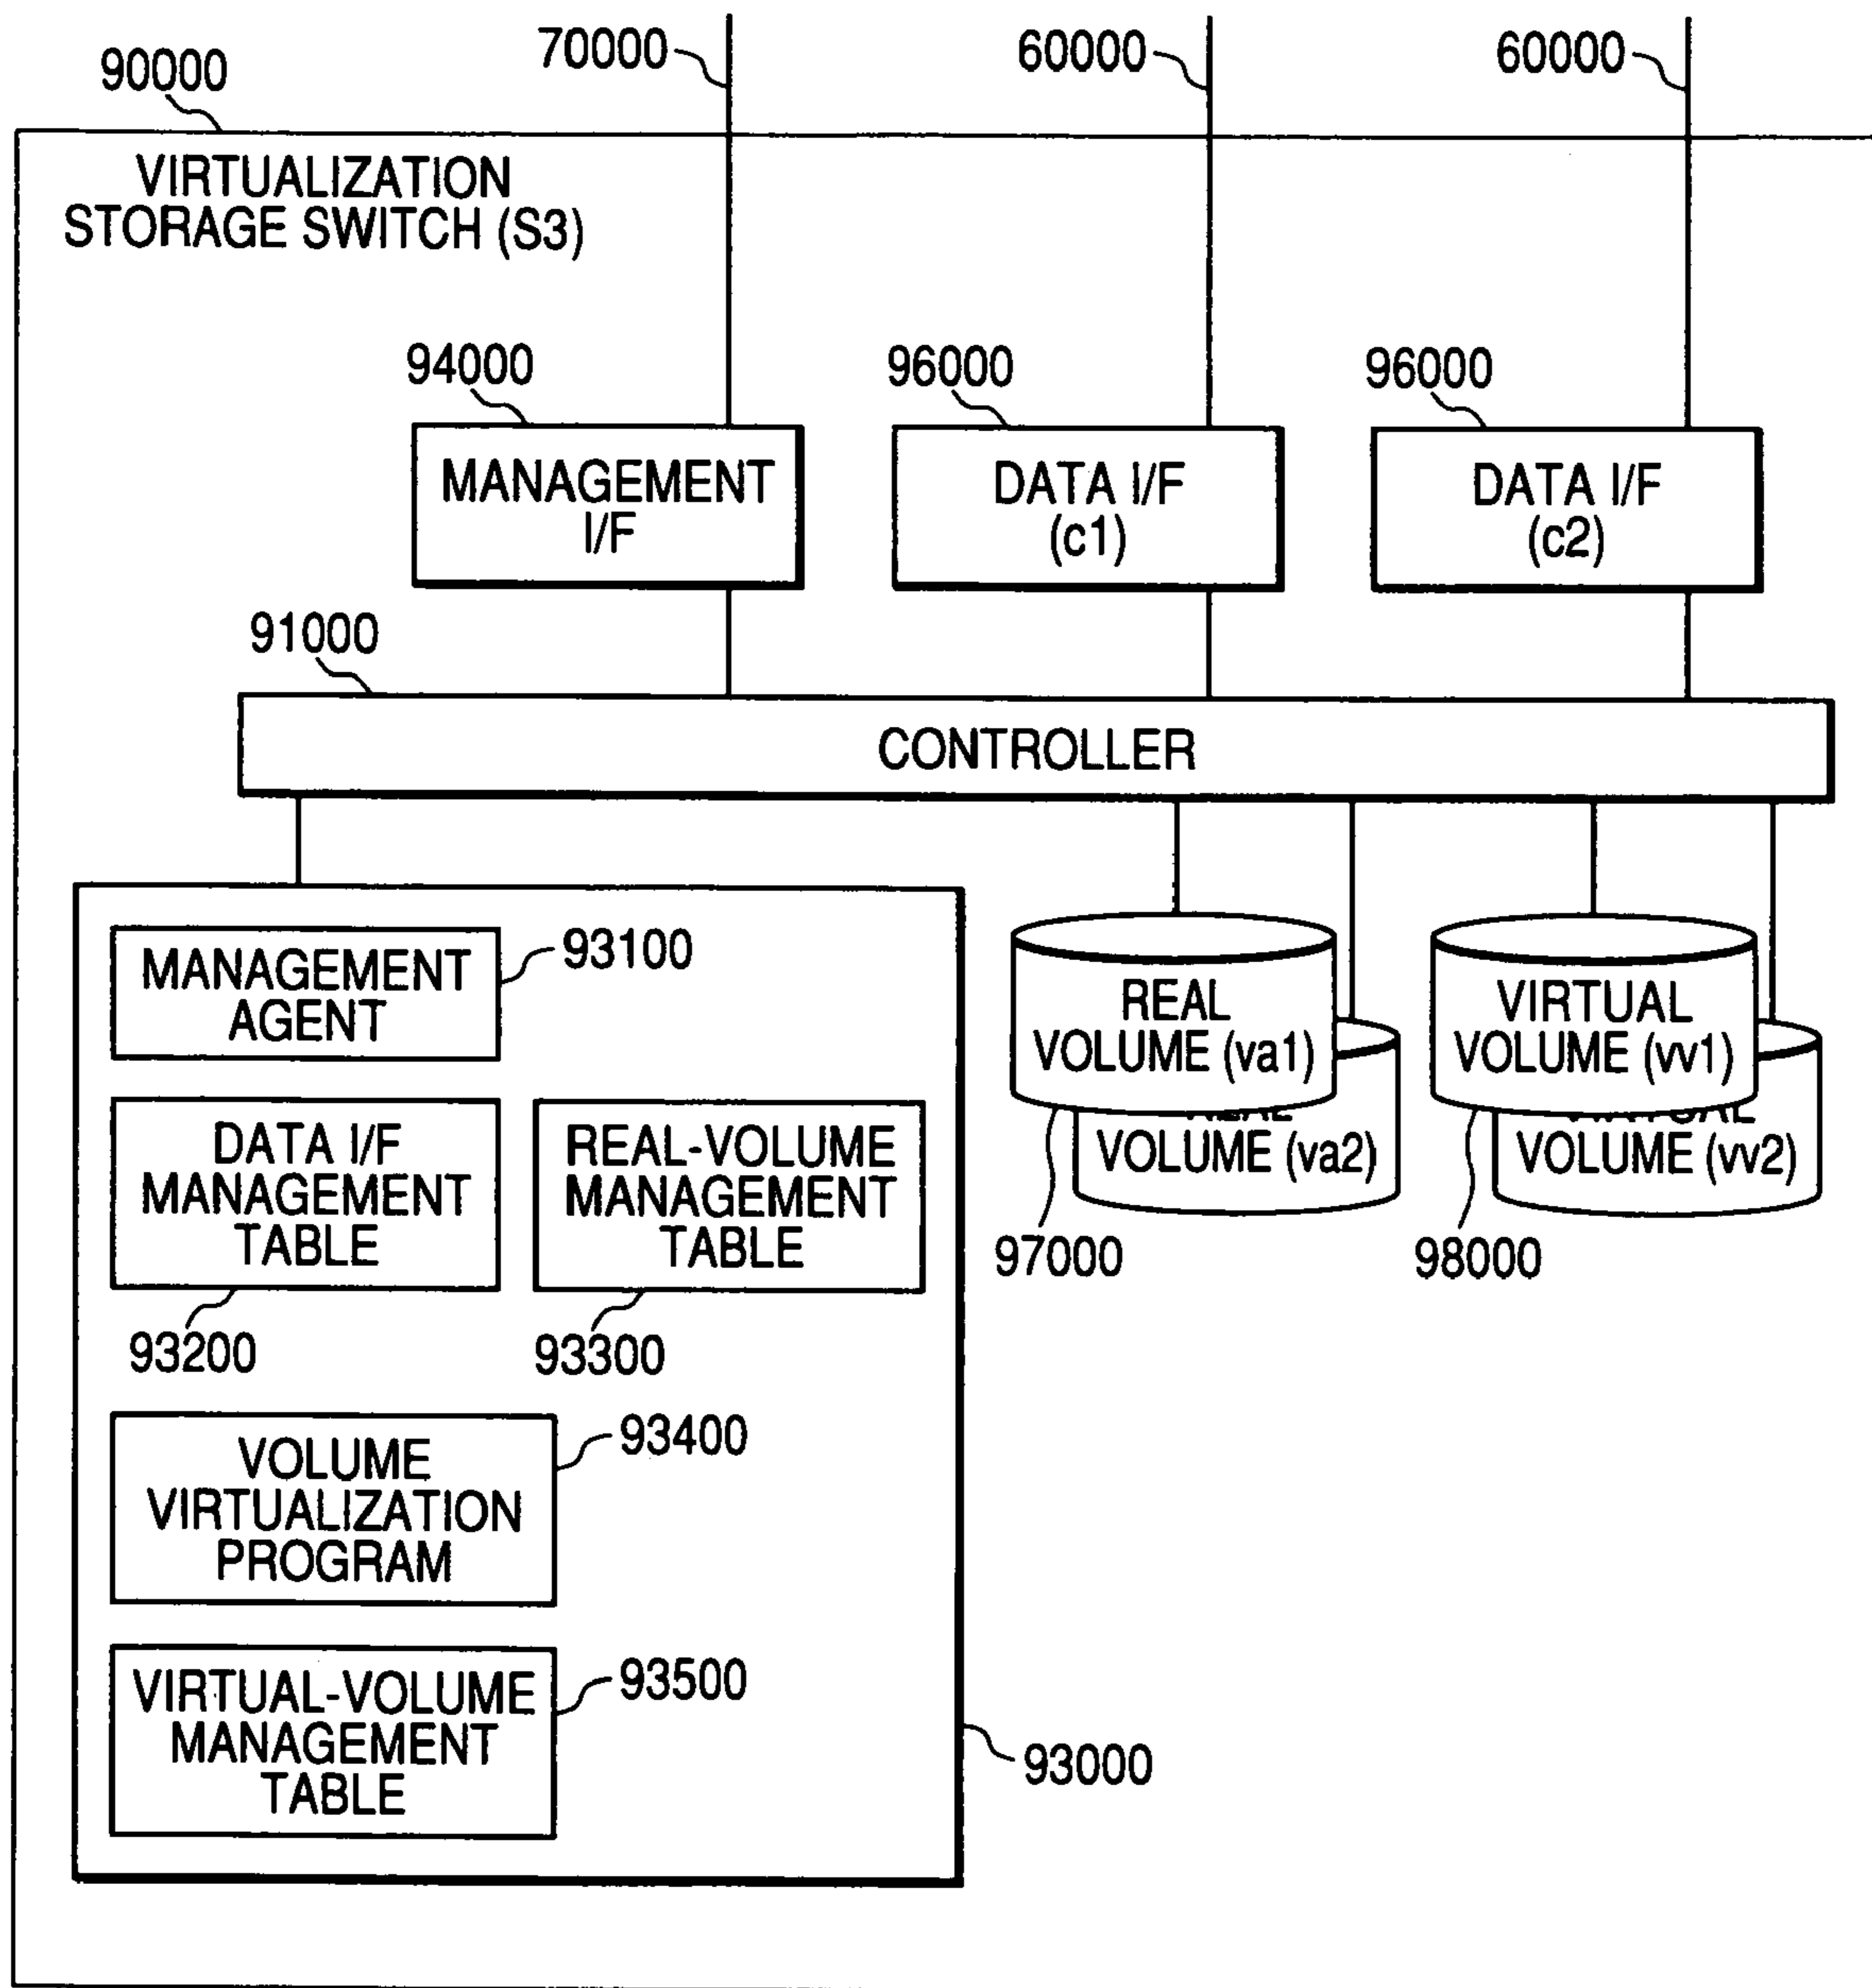 70000
60000
60000
90000
VIRTUALIZATION
STORAGE SWITCH (S3)
94000
96000
96000
MANAGEMENT
I/F
DATA I/F
(c1)
DATA I/F
(c2)
91000
CONTROLLER
MANAGEMENT
AGENT
93100
REAL
VOLUME (va1)
VIRTUAL
VOLUME (vv1)
VOLUME (va2)
VOLUME (vv2)
97000
98000
DATA I/F
MANAGEMENT
TABLE
REAL-VOLUME
MANAGEMENT
TABLE
93200
93300
VOLUME
VIRTUALIZATION
PROGRAM
93400
VIRTUAL-VOLUME
MANAGEMENT
TABLE
93500
93000